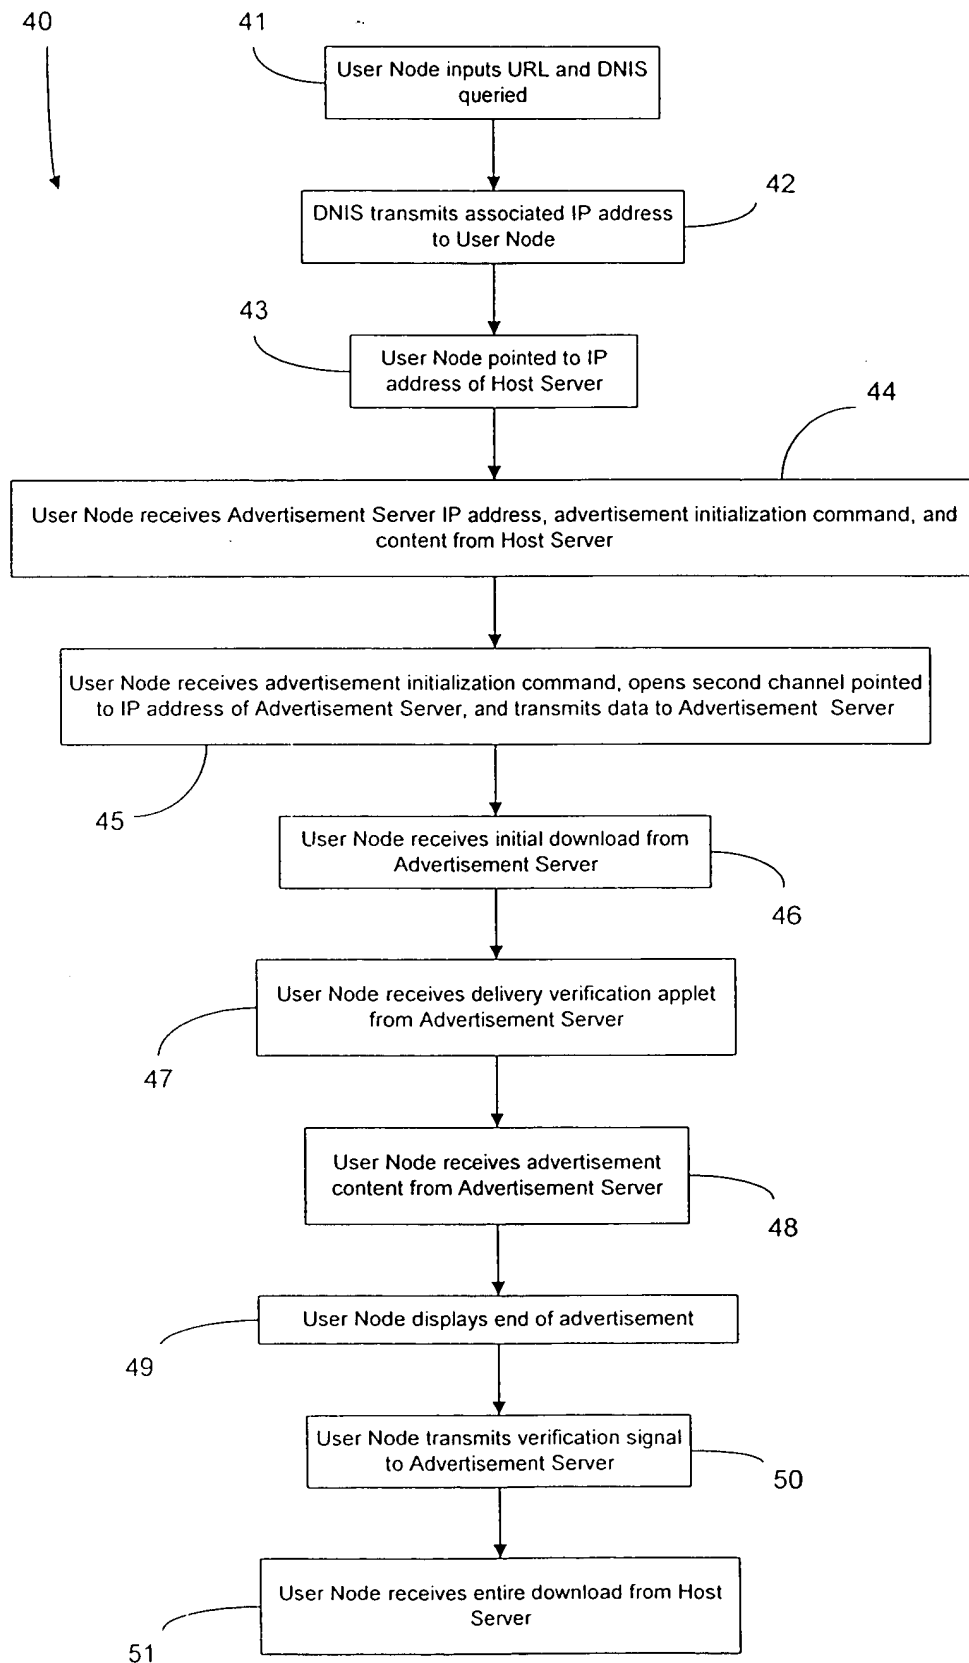 40
41
User Node inputs URL and DNIS
queried
42
DNIS transmits associated IP address
to User Node
43
User Node pointed to IP
address of Host Server
44
User Node receives Advertisement Server IP address, advertisement initialization command, and
content from Host Server
User Node receives advertisement initialization command, opens second channel pointed
to IP address of Advertisement Server, and transmits data to Advertisement Server
45
User Node receives initial download from
Advertisement Server
46
User Node receives delivery verification applet
from Advertisement Server
47
User Node receives advertisement
content from Advertisement Server
48
User Node displays end of advertisement
49
User Node transmits verification signal
to Advertisement Server
50
User Node receives entire download from Host
Server
51